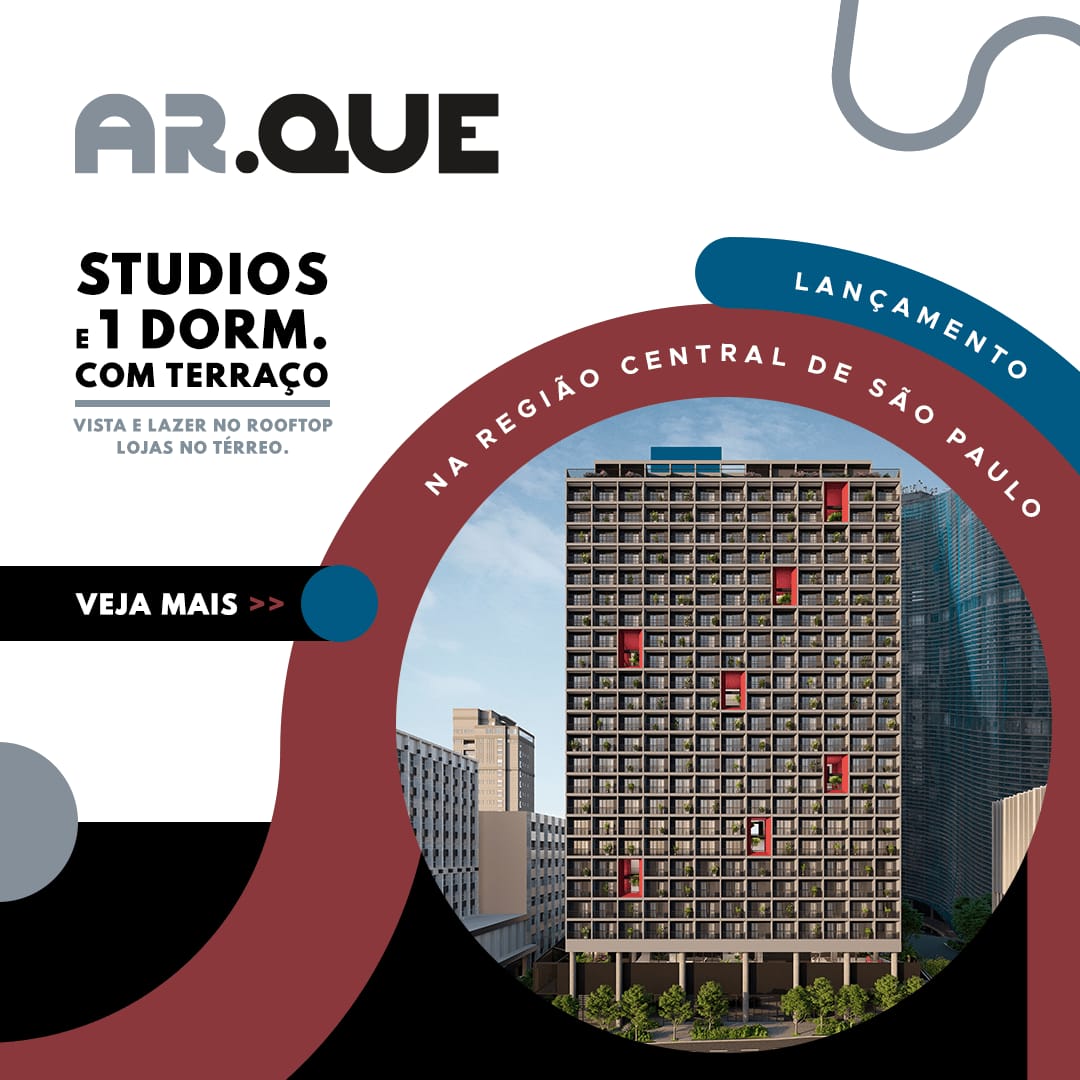 AR.QUE
STUDIOS
E 1 DORM.
COM TERRAÇO
VISTA E LAZER NO ROOFTOP
LOJAS NO TÉRREO.
LANÇAMENTO
NA REGIÃO CENTRAL DE SÃO PAULO
VEJA MAIS >>